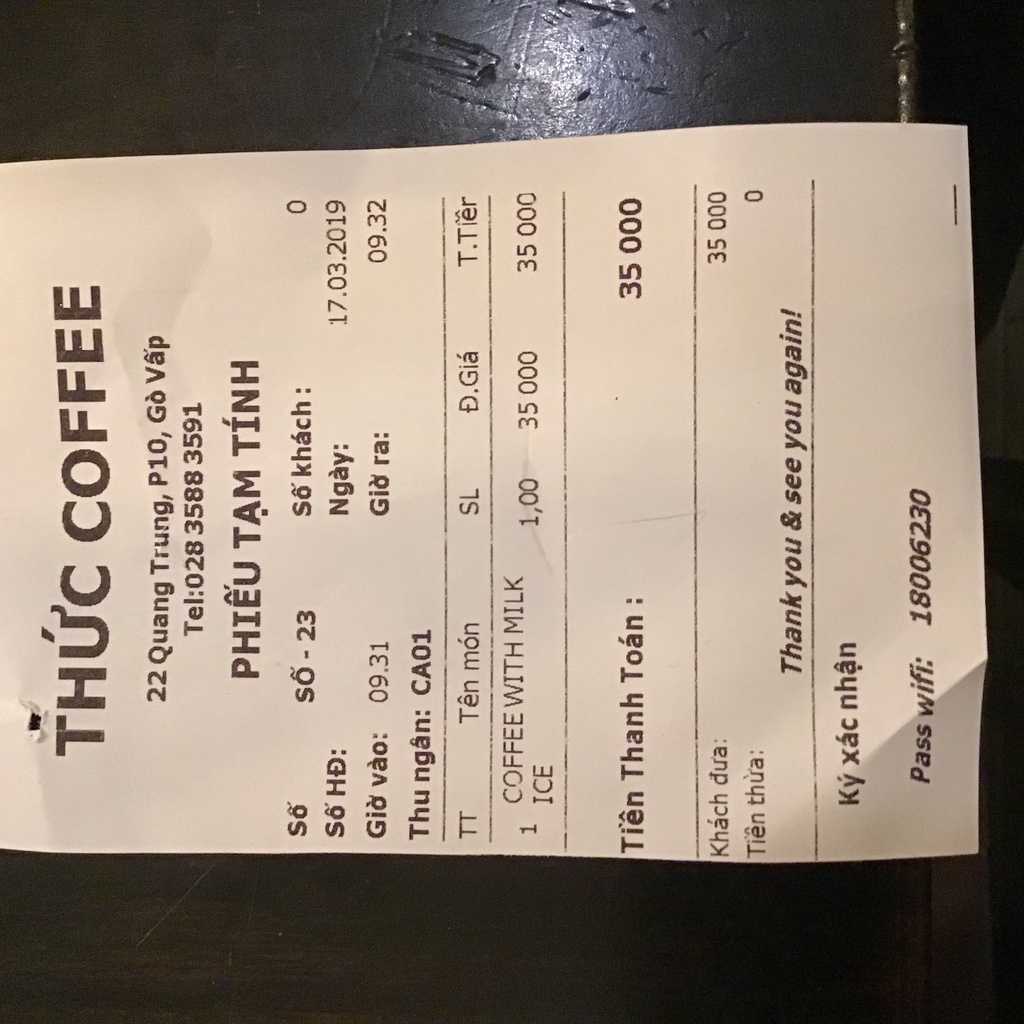 THỨC COFFEE
22 Quang Trung, P10, Gò Vấp
Tel:028 3588 3591
PHIẾU TẠM TÍNH
Số SỐ - 23 Số khách : 0
Số HĐ: Ngày: 17.03.2019
Giờ vào: 09.31 Giờ ra: 09.32
Thu ngân: CA01
TT Tên món SL Đ.Giá T.Tiền
1 COFFEE WITH MILK 1,00 35 000 35 000
ICE
Tiền Thanh Toán : 35 000
Khách đưa: 35 000
Tiền thừa: 0
Thank you & see you again!
Ký xác nhận
Pass wifi: 18006230